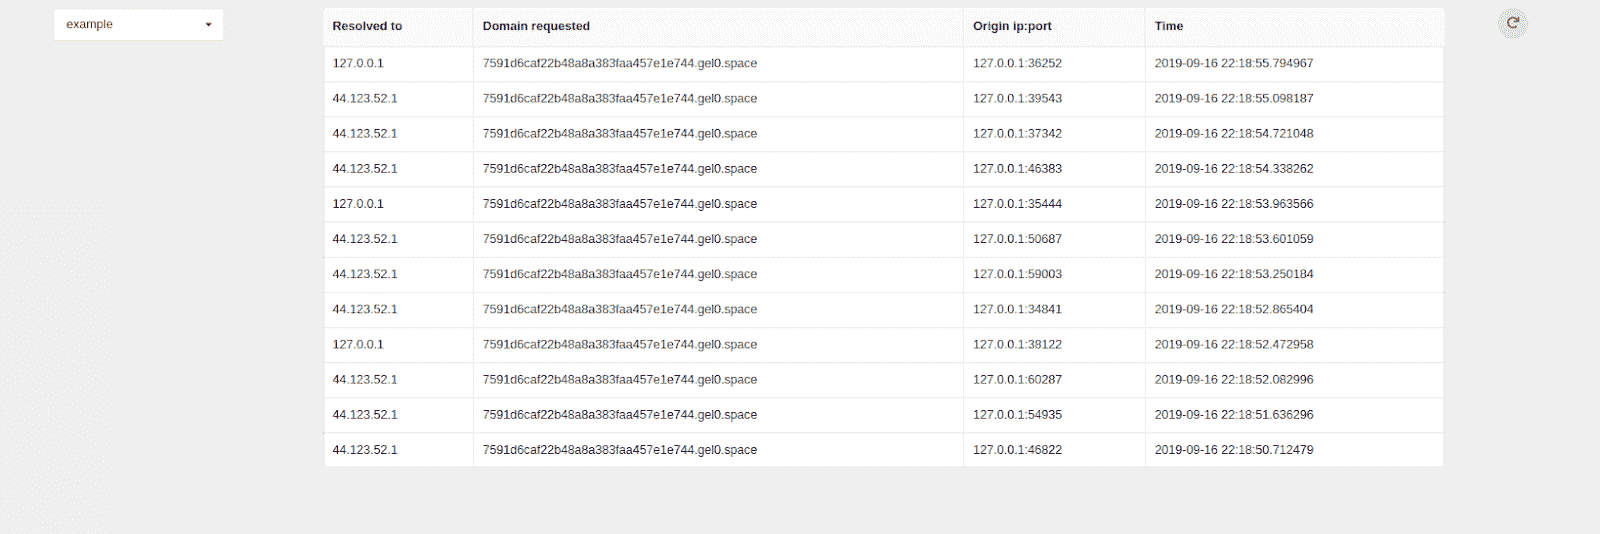 example
Resolved to Domain requested Origin ip:port Time
127.0.0.1 7591d6caf22b48a8a383faa457e1e744.gel0.space 127.0.0.1:36252 2019-09-16 22:18:55.794967
44.123.52.1 7591d6caf22b48a8a383faa457e1e744.gel0.space 127.0.0.1:39543 2019-09-16 22:18:55.098187
44.123.52.1 7591d6caf22b48a8a383faa457e1e744.gel0.space 127.0.0.1:37342 2019-09-16 22:18:54.721048
44.123.52.1 7591d6caf22b48a8a383faa457e1e744.gel0.space 127.0.0.1:46383 2019-09-16 22:18:54.338262
127.0.0.1 7591d6caf22b48a8a383faa457e1e744.gel0.space 127.0.0.1:35444 2019-09-16 22:18:53.963566
44.123.52.1 7591d6caf22b48a8a383faa457e1e744.gel0.space 127.0.0.1:50687 2019-09-16 22:18:53.601059
44.123.52.1 7591d6caf22b48a8a383faa457e1e744.gel0.space 127.0.0.1:59003 2019-09-16 22:18:53.250184
44.123.52.1 7591d6caf22b48a8a383faa457e1e744.gel0.space 127.0.0.1:34841 2019-09-16 22:18:52.865404
127.0.0.1 7591d6caf22b48a8a383faa457e1e744.gel0.space 127.0.0.1:38122 2019-09-16 22:18:52.472958
44.123.52.1 7591d6caf22b48a8a383faa457e1e744.gel0.space 127.0.0.1:60287 2019-09-16 22:18:52.082996
44.123.52.1 7591d6caf22b48a8a383faa457e1e744.gel0.space 127.0.0.1:54935 2019-09-16 22:18:51.636296
44.123.52.1 7591d6caf22b48a8a383faa457e1e744.gel0.space 127.0.0.1:46822 2019-09-16 22:18:50.712479